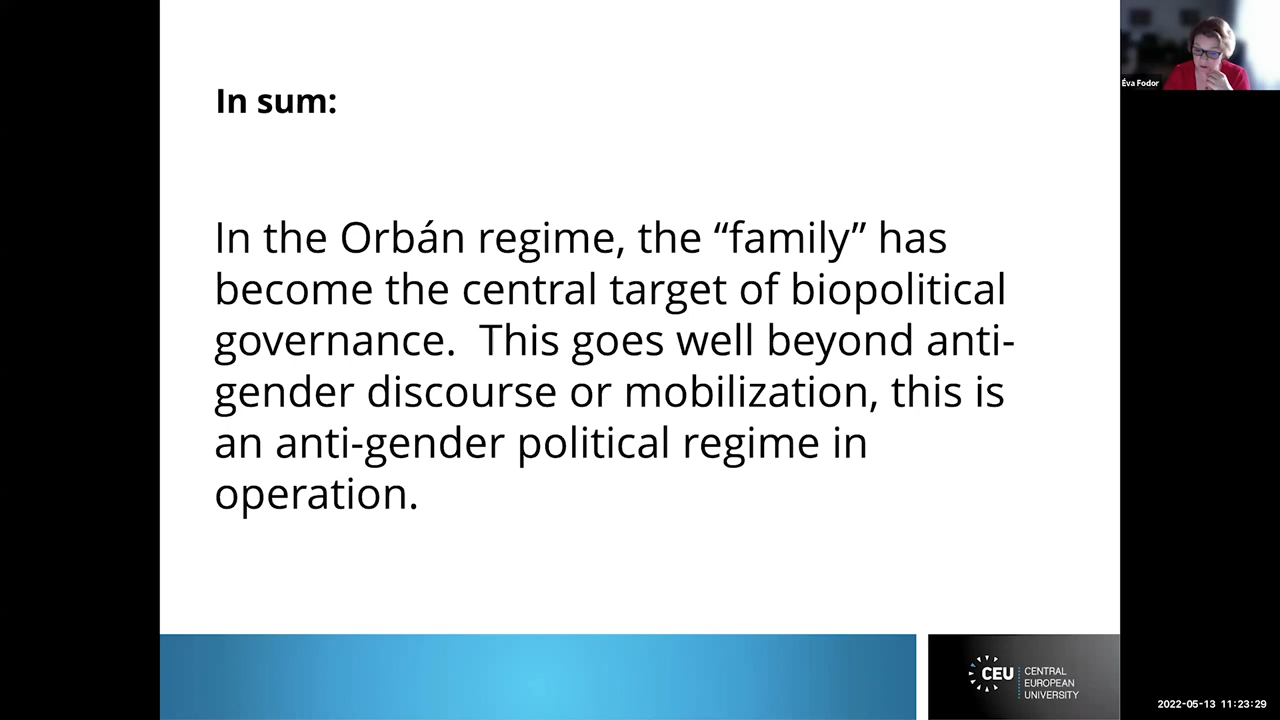 In sum:
In the Orbán regime, the “family” has
become the central target of biopolitical
governance.  This goes well beyond anti-
gender discourse or mobilization, this is
an anti-gender political regime in
operation.
Éva Fodor
CEU
CENTRAL
EUROPEAN
UNIVERSITY
2022-05-13 11:23:29